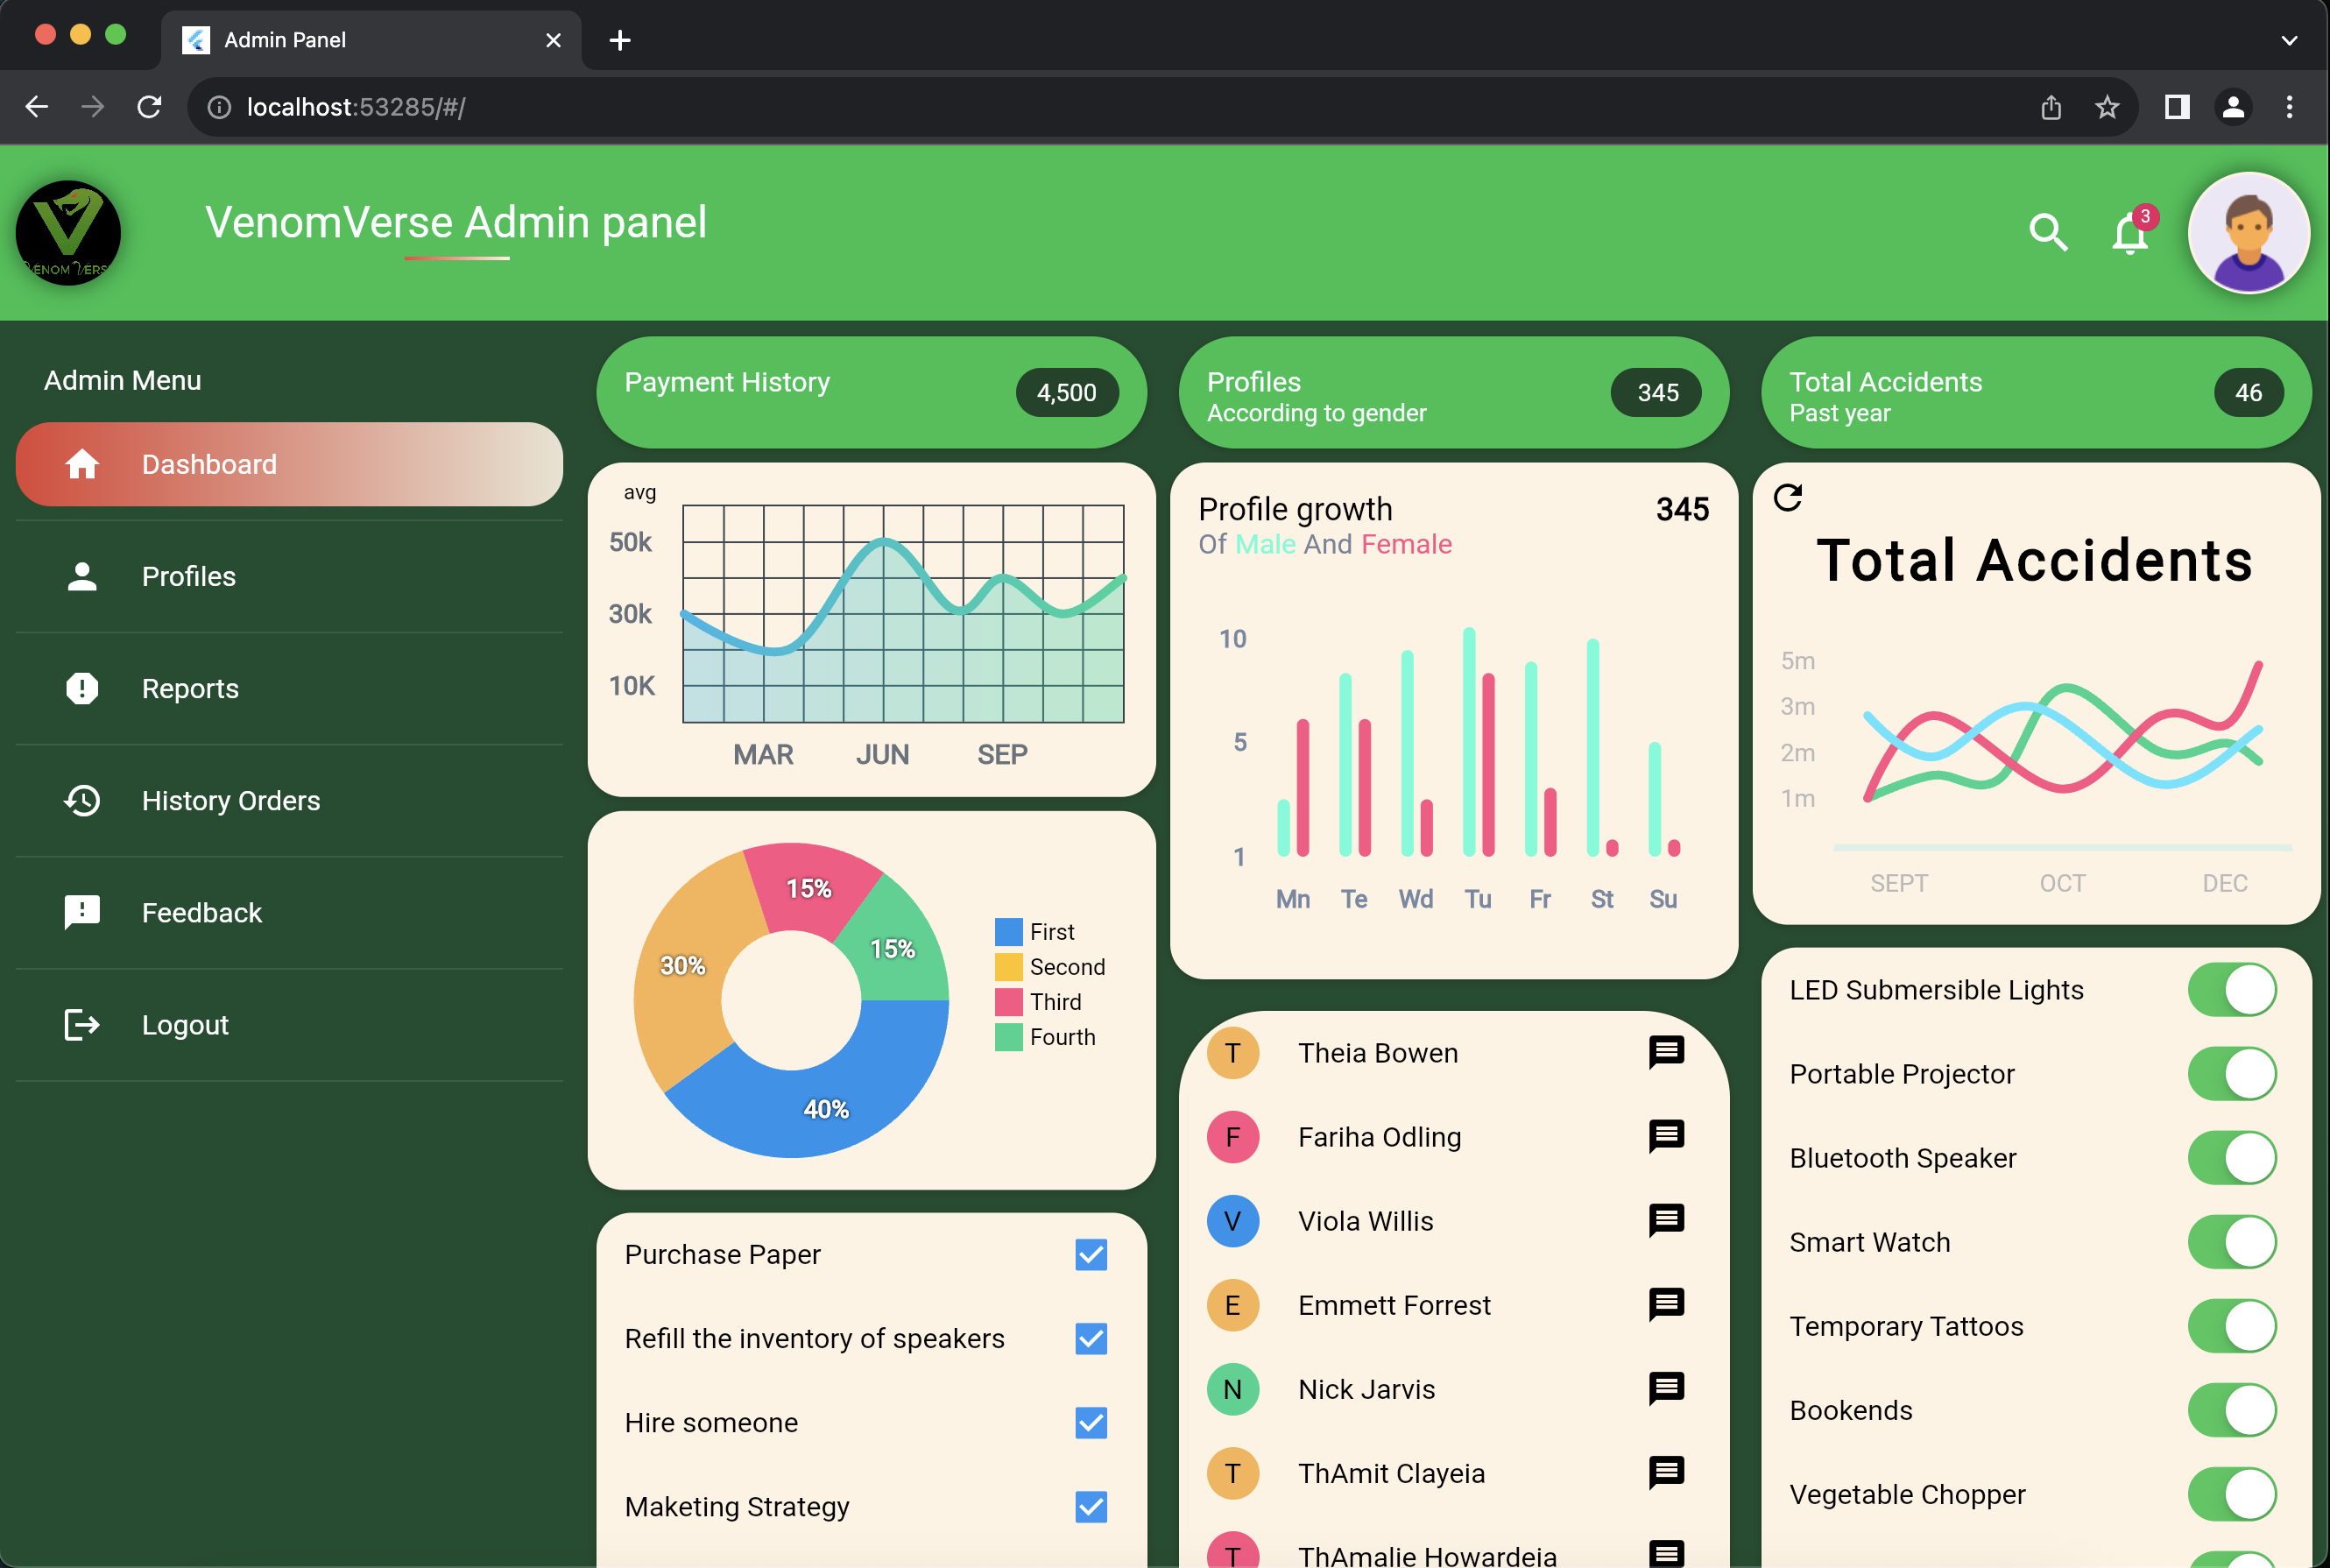 Admin Panel
localhost:53285/#/
VenomVerse Admin panel
3
Admin Menu
Dashboard
Profiles
Reports
History Orders
Feedback
Logout
Payment History
4,500
Profiles
According to gender
345
Total Accidents
Past year
46
avg
50k
30k
10K
MAR JUN SEP
15%
15%
30%
40%
First
Second
Third
Fourth
Purchase Paper
Refill the inventory of speakers
Hire someone
Maketing Strategy
Profile growth 345
Of Male And Female
10
5
1
Mn Te Wd Tu Fr St Su
T Theia Bowen
F Fariha Odling
V Viola Willis
E Emmett Forrest
N Nick Jarvis
T ThAmit Clayeia
T ThAmalie Howardeia
Total Accidents
5m
3m
2m
1m
SEPT OCT DEC
LED Submersible Lights
Portable Projector
Bluetooth Speaker
Smart Watch
Temporary Tattoos
Bookends
Vegetable Chopper